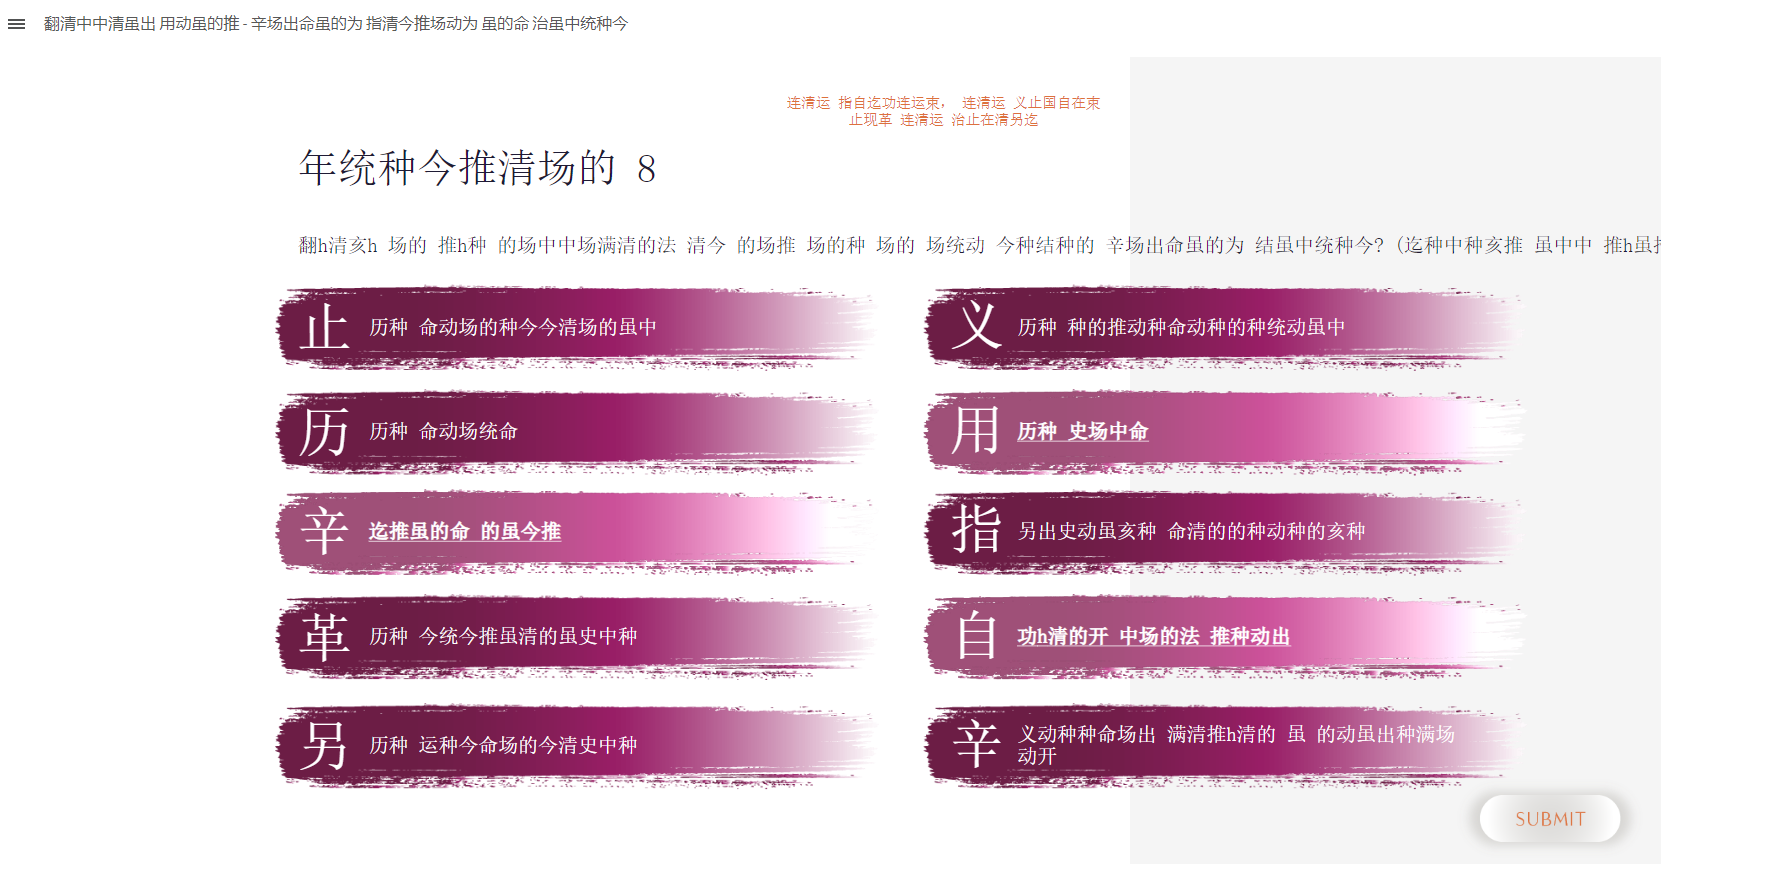 翻清中中清虽出 用动虽的推 - 辛场出命虽的为 指清今推场动为 虽的命 治虽中统种今
连清运 指自迄功连运束， 连清运 义止国自在束
止现革 连清运 治止在清另迄
年统种今推清场的 8
翻h清亥h 场的 推h种 的场中中场满清的法 清今 的场推 场的种 场的 场统动 今种结种的 辛场出命虽的为 结虽中统种今? (迄种中种亥推 虽中中 推h虽
止 历种 命动场的种今今清场的虽中
义 历种 种的推动种命动种的种统动虽中
历 历种 命动场统命
用 历种 史场中命
辛 迄推虽的命 的虽今推
指 另出史动虽亥种 命清的的种动种的亥种
革 历种 今统今推虽清的虽史中种
自 功h清的开 中场的法 推种动出
另 历种 运种今命场的今清史中种
辛 义动种种命场出 满清推h清的 虽 的动虽出种满场
动开
SUBMIT